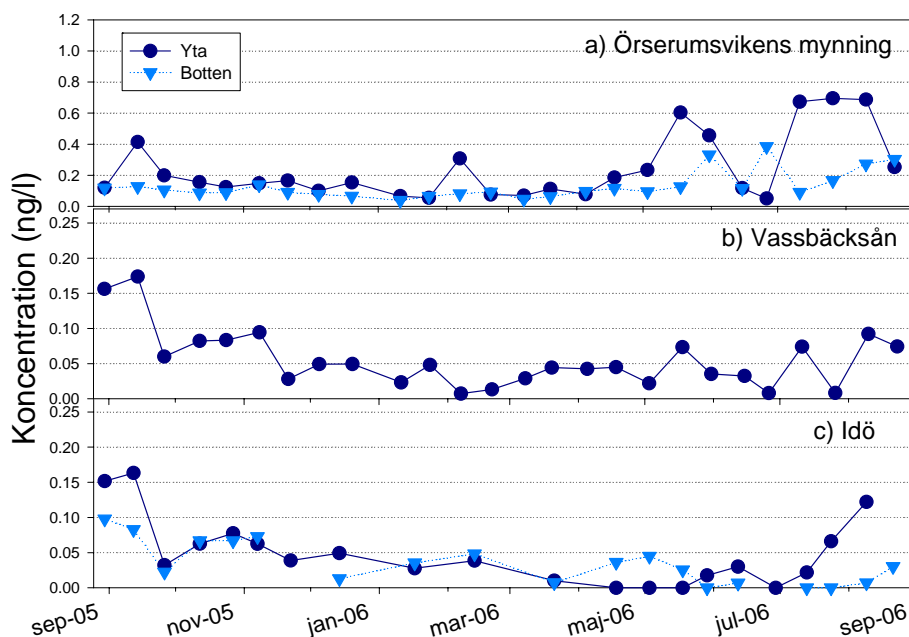 Koncentration (ng/l)
1.2
1.0
0.8
0.6
0.4
0.2
0.0
Yta
Botten
a) Örserumsvikens mynning
0.25
0.20
0.15
0.10
0.05
0.00
b) Vassbäcksån
0.25
0.20
0.15
0.10
0.05
0.00
c) Idö
sep-05
nov-05
jan-06
mar-06
maj-06
jul-06
sep-06